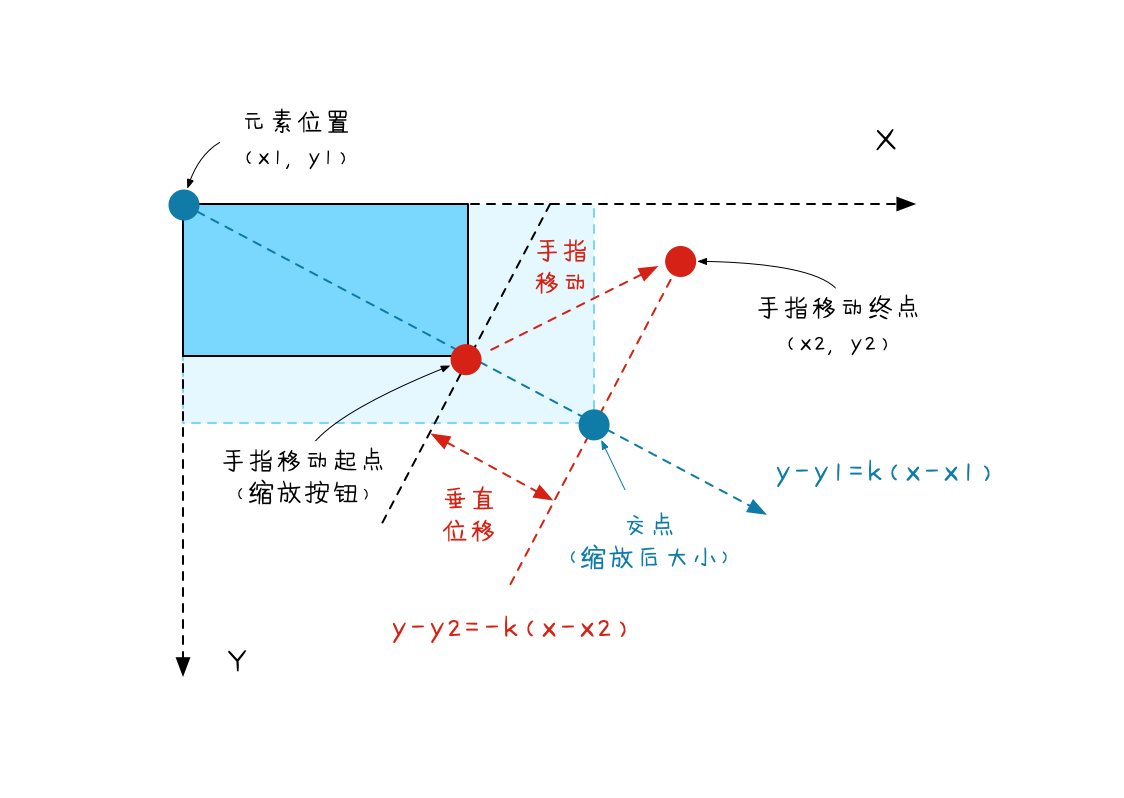 元素位置
(x1, y1)
X
手指
移动
手指移动终点
(x2, y2)
手指移动起点
(缩放按钮)
y-y1=k(x-x1)
垂直
位移
交点
(缩放后大小)
y-y2=-k(x-x2)
Y